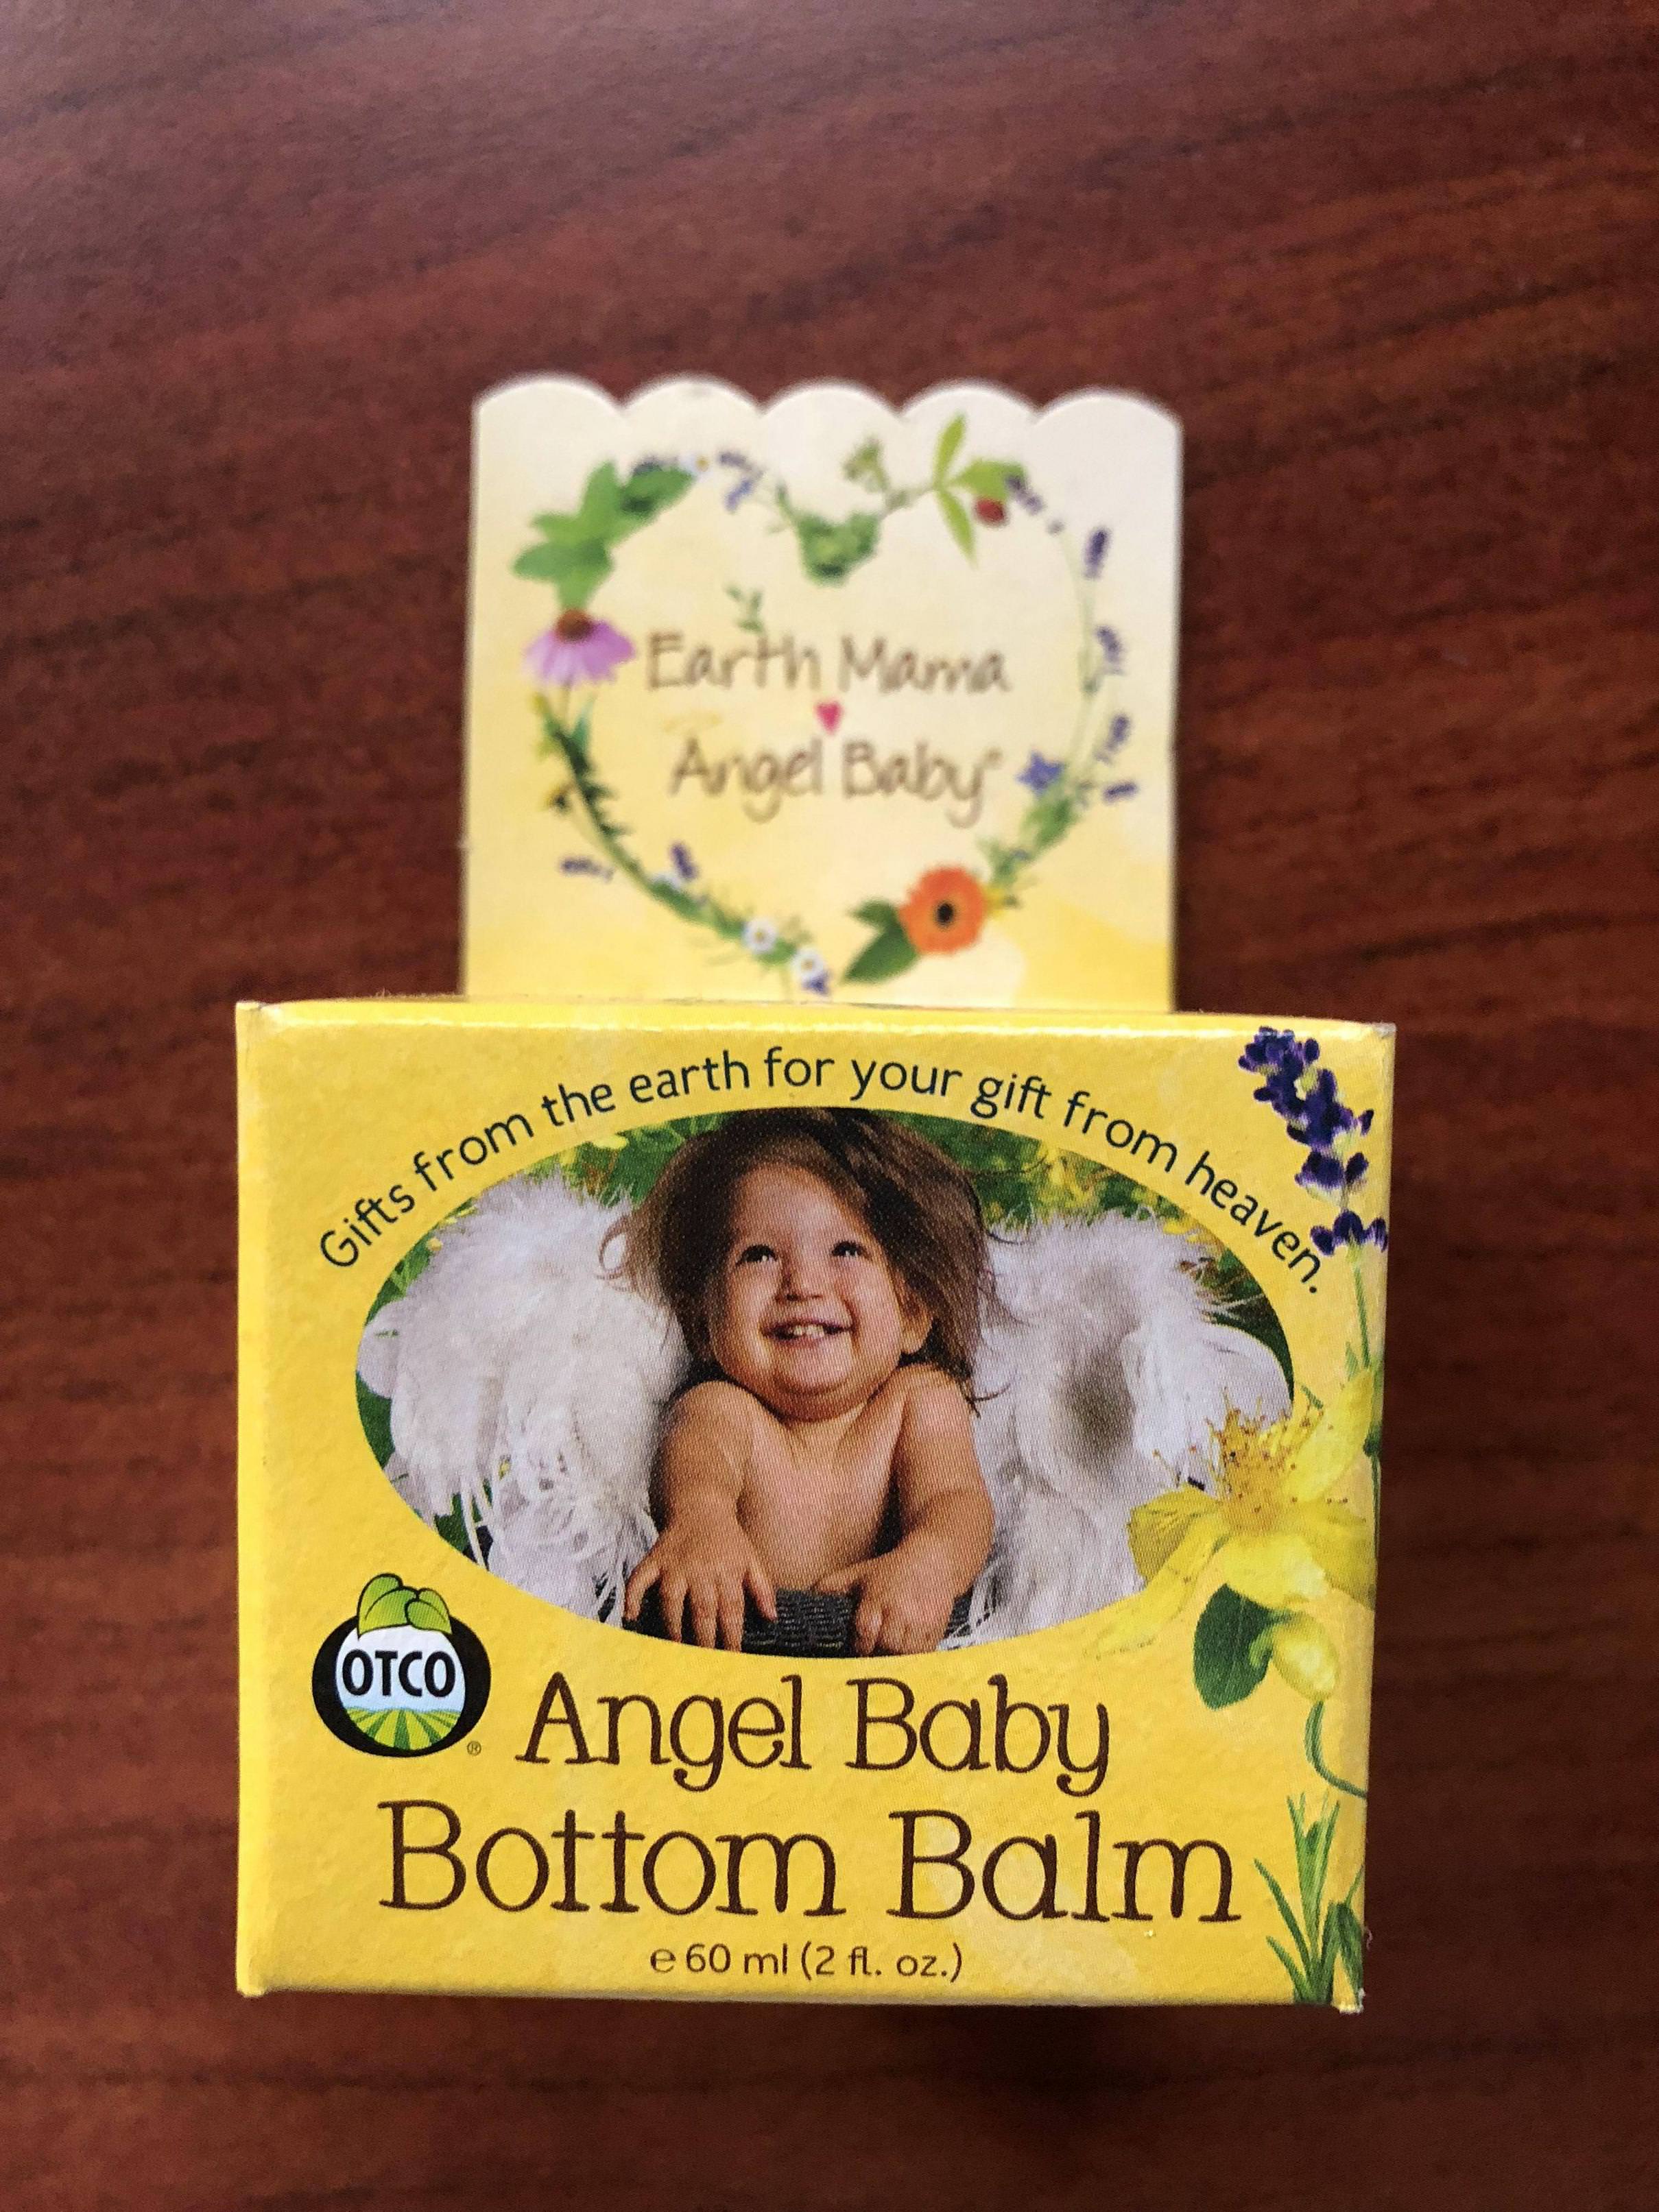 Earth Mama
Angel Baby®
Gifts from the earth for your gift from heaven.
OTCO
®
Angel Baby
Bottom Balm
e 60 ml (2 fl. oz.)